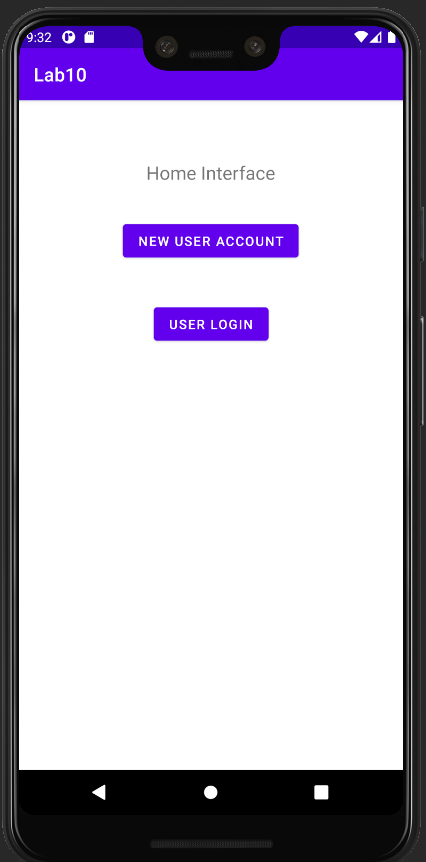 9:32
Lab10
Home Interface
NEW USER ACCOUNT
USER LOGIN